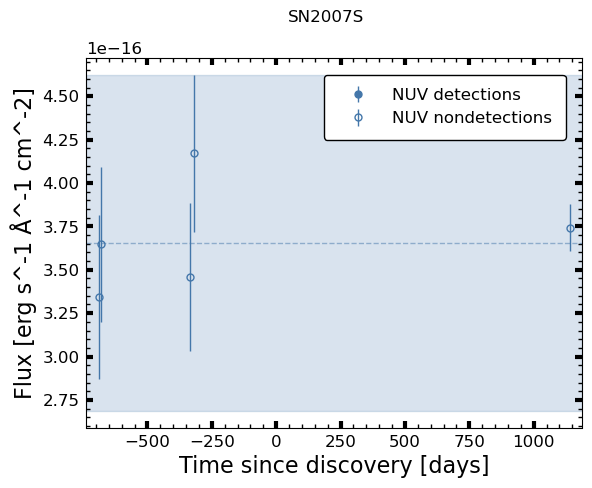 SN2007S
1e−16
NUV detections
NUV nondetections
4.50
4.25
4.00
3.75
3.50
3.25
3.00
2.75
Flux [erg s^-1 Å^-1 cm^-2]
−500
−250
0
250
500
750
1000
Time since discovery [days]